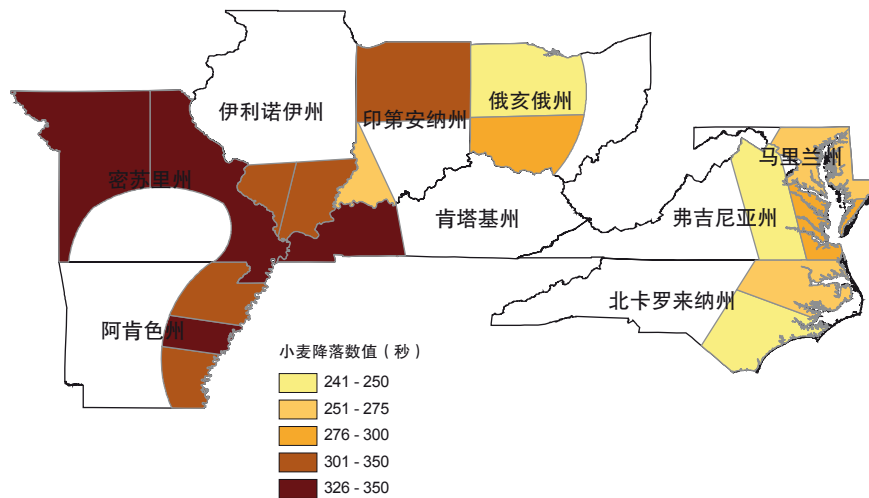 伊利诺伊州
印第安纳州
俄亥俄州
密苏里州
肯塔基州
马里兰州
弗吉尼亚州
阿肯色州
北卡罗来纳州
小麦降落数值（秒）
241 - 250
251 - 275
276 - 300
301 - 350
326 - 350